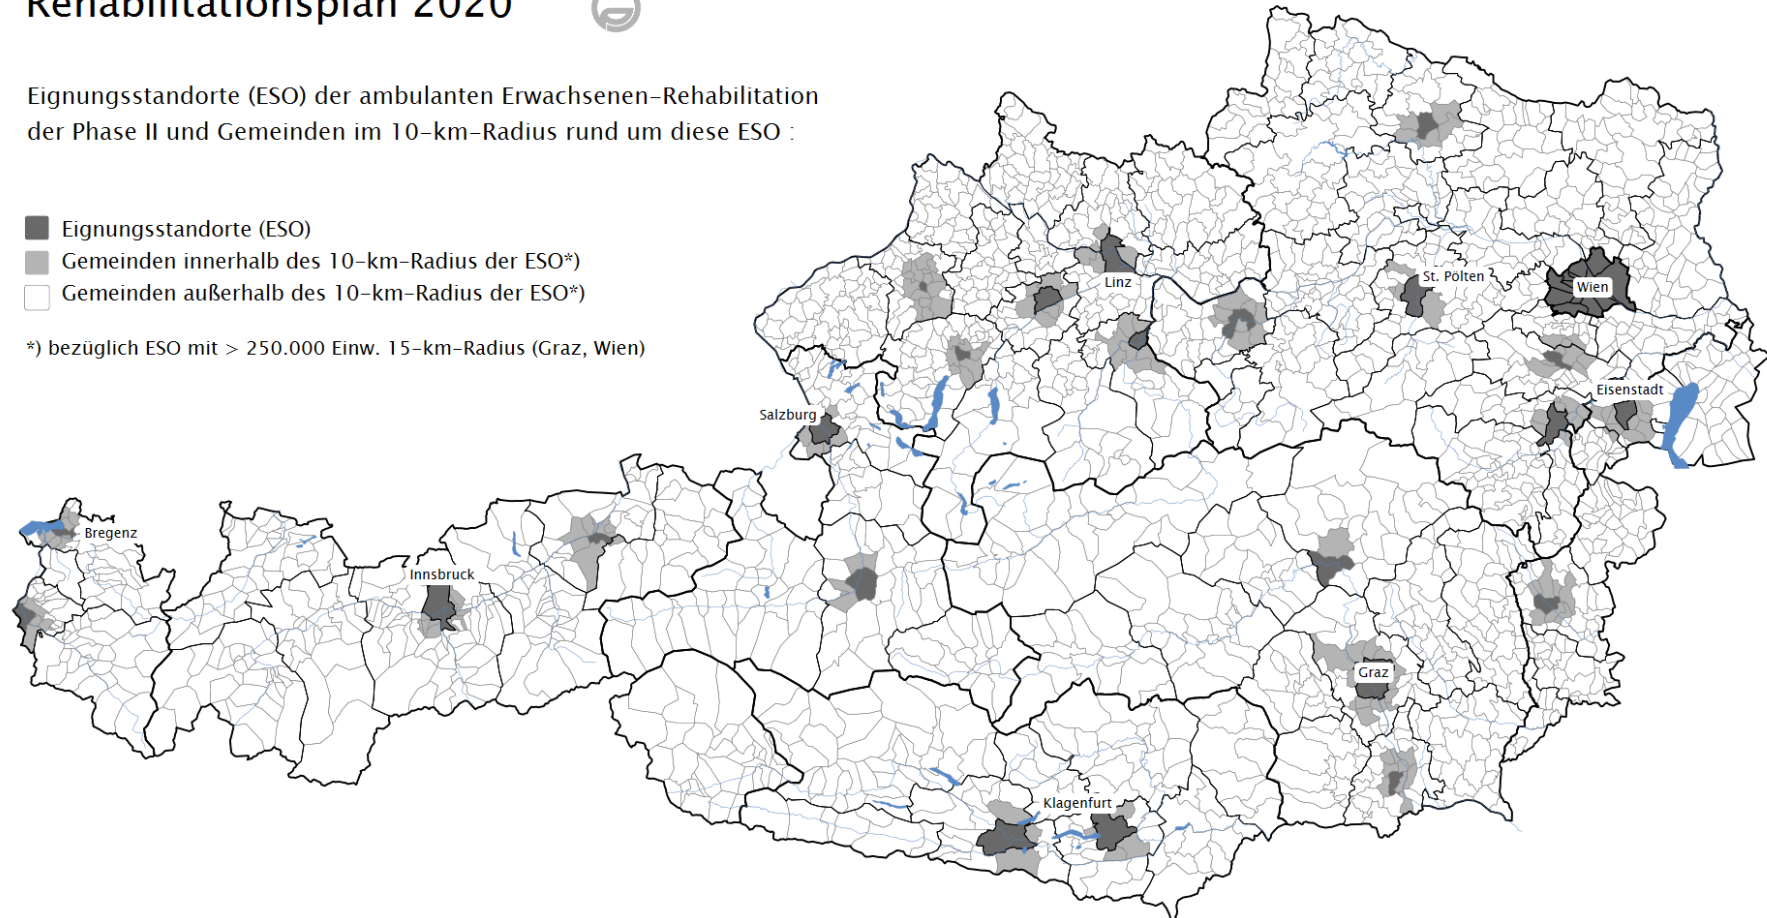 Rehabilitationsplan 2020
Eignungsstandorte (ESO) der ambulanten Erwachsenen-Rehabilitation
der Phase II und Gemeinden im 10-km-Radius rund um diese ESO :
Eignungsstandorte (ESO)
Gemeinden innerhalb des 10-km-Radius der ESO*)
Gemeinden außerhalb des 10-km-Radius der ESO*)
*) bezüglich ESO mit > 250.000 Einw. 15-km-Radius (Graz, Wien)
Linz
St. Pölten
Wien
Eisenstadt
Salzburg
Bregenz
Innsbruck
Graz
Klagenfurt